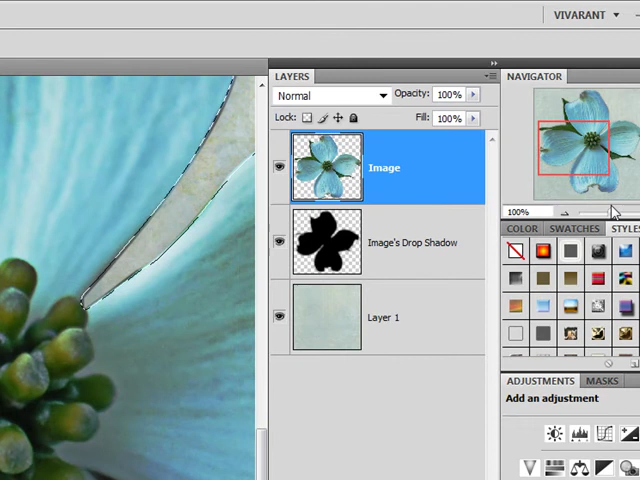 VIVARANT
LAYERS
NAVIGATOR
Normal
Opacity: 100%
Lock:
Fill: 100%
Image
Image's Drop Shadow
Layer 1
100%
COLOR SWATCHES STYLES
ADJUSTMENTS MASKS
Add an adjustment